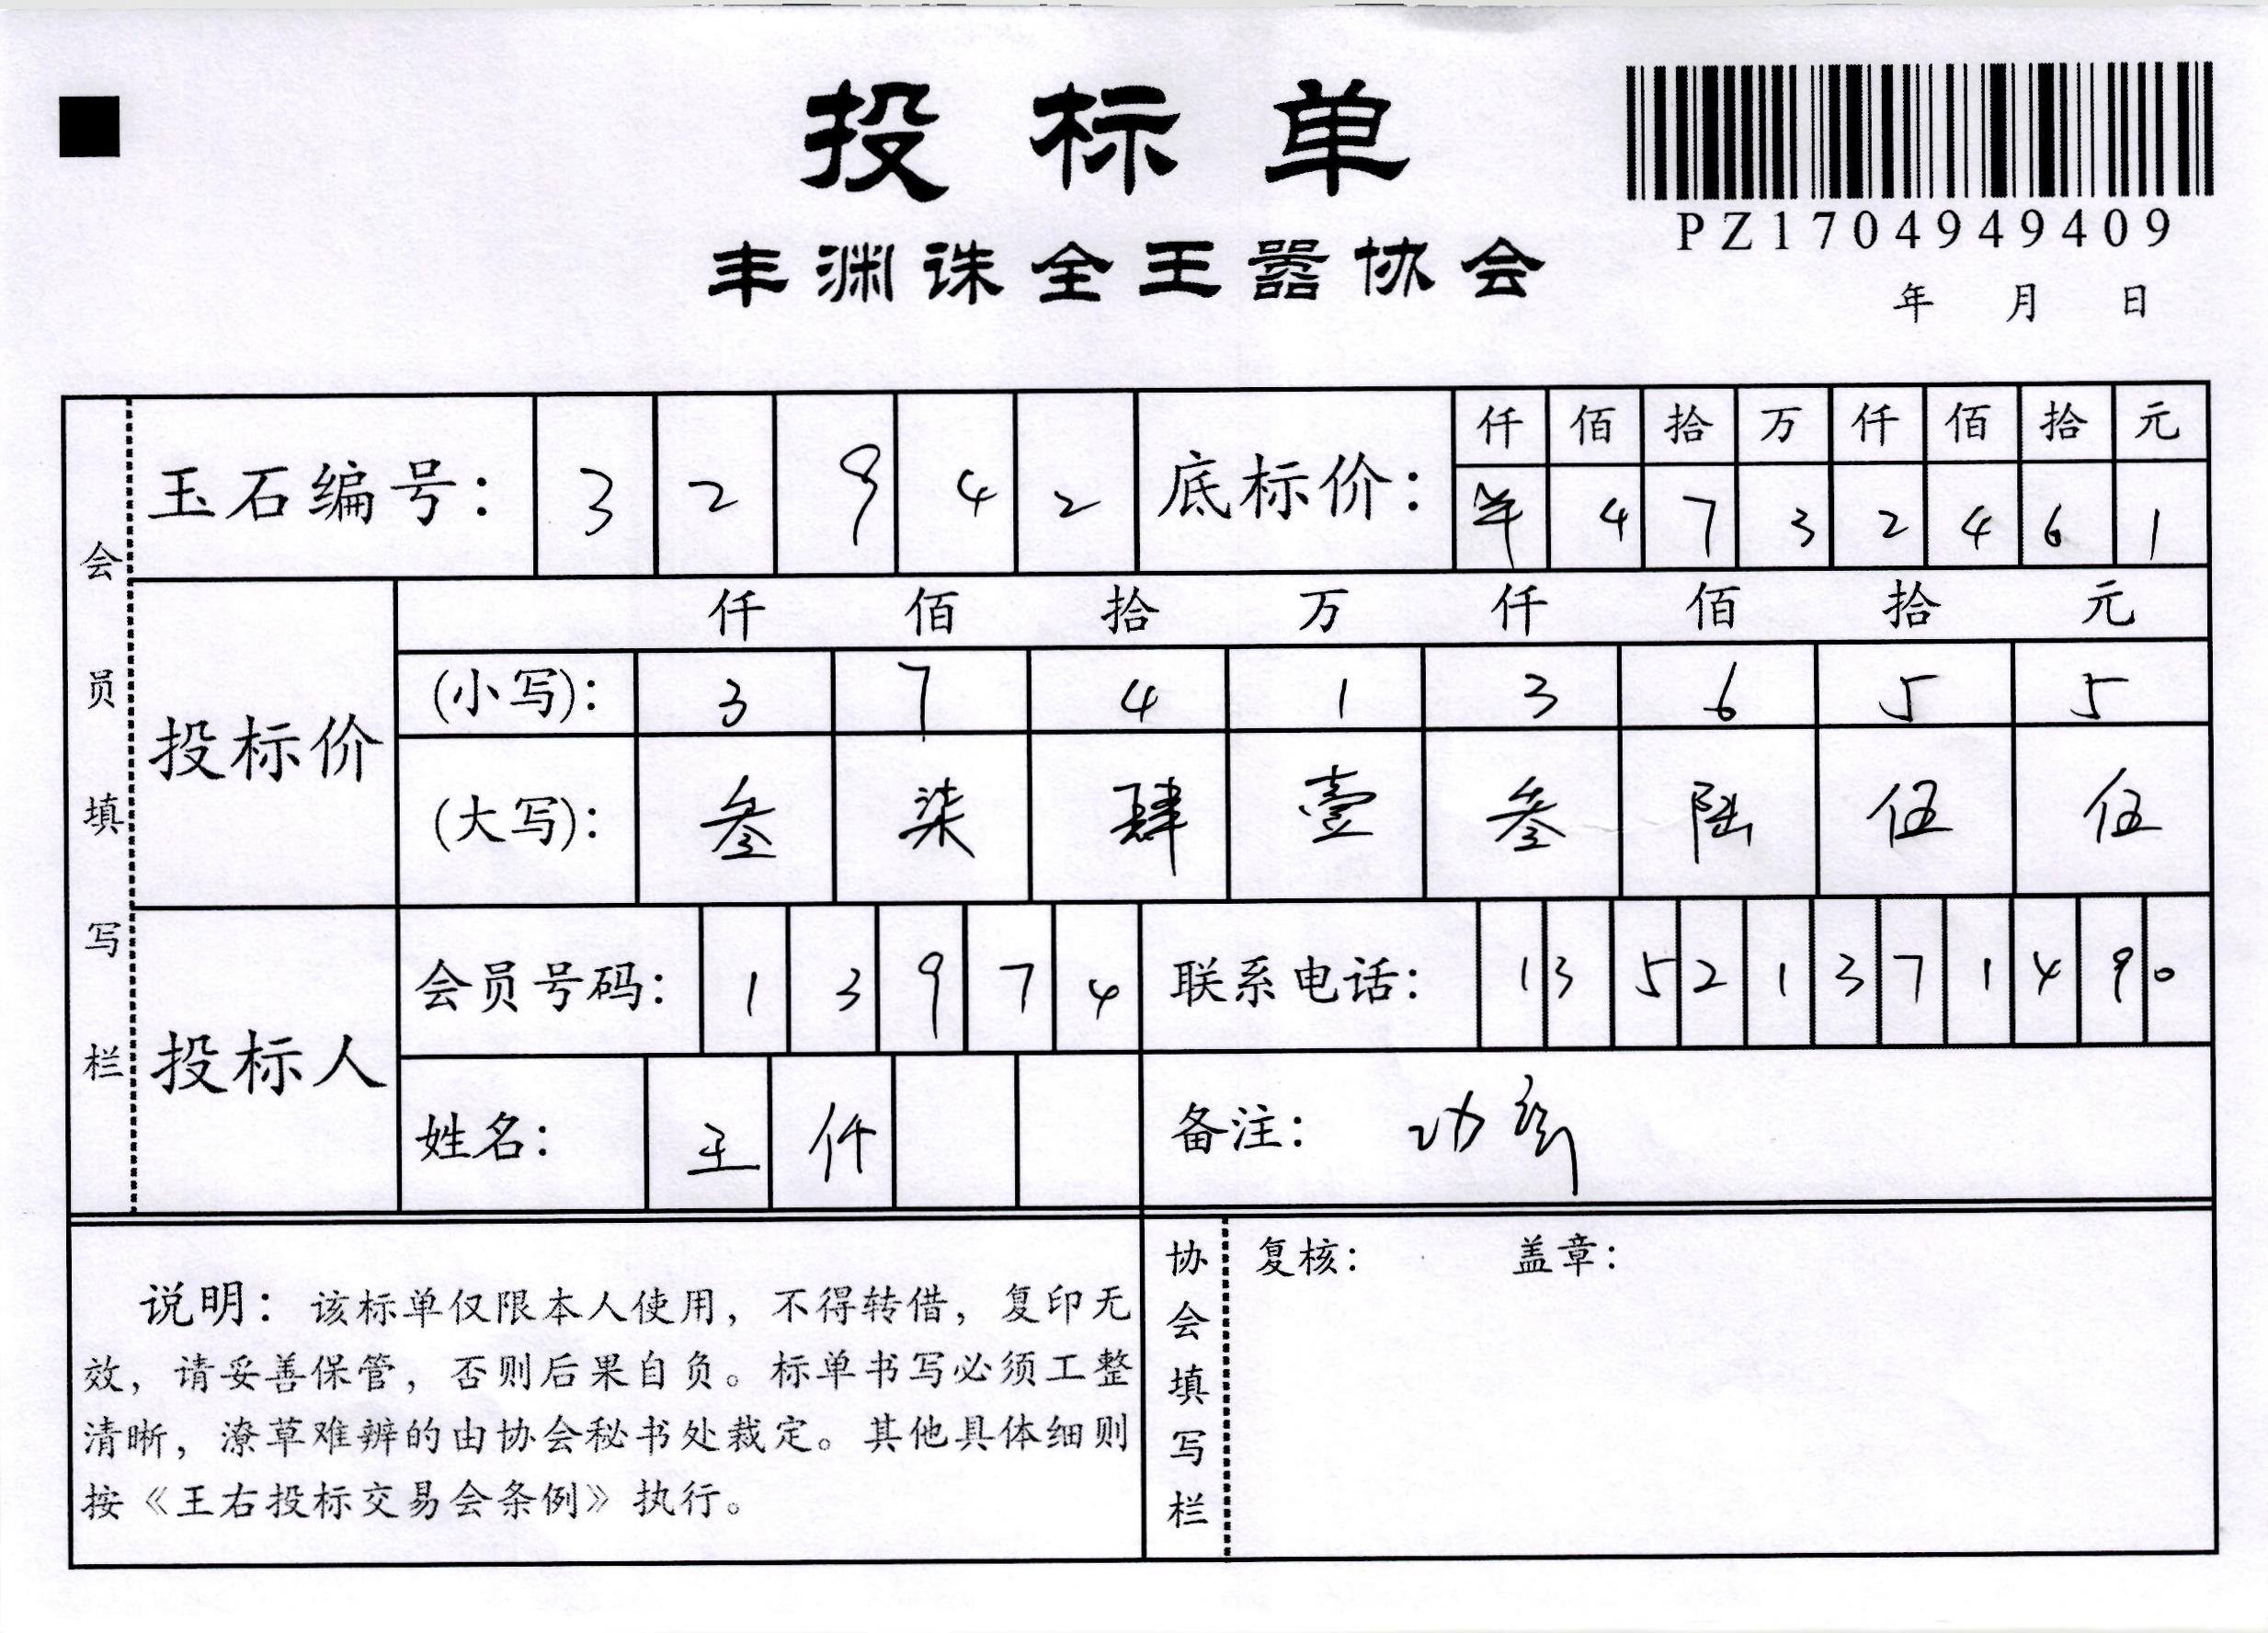 投标单
PZ1704949409
丰渊诛全王嚣协会
年 月 日
会员填写栏
玉石编号： 3 2 9 4 2
底标价： 仟 佰 拾 万 仟 佰 拾 元
4 7 3 2 4 6 1
投标价 仟 佰 拾 万 仟 佰 拾 元
(小写)： 3 7 4 1 3 6 5 5
(大写)： 叁 柒 肆 壹 叁 陆 伍 伍
投标人 会员号码： 1 3 9 7 4
联系电话： 1 3 5 2 1 3 7 1 4 9 0
姓名： 王 仟
备注：
说明：该标单仅限本人使用，不得转借，复印无
效，请妥善保管，否则后果自负。标单书写必须工整
清晰，潦草难辨的由协会秘书处裁定。其他具体细则
按《王右投标交易会条例》执行。
协会填写栏
复核： 盖章：